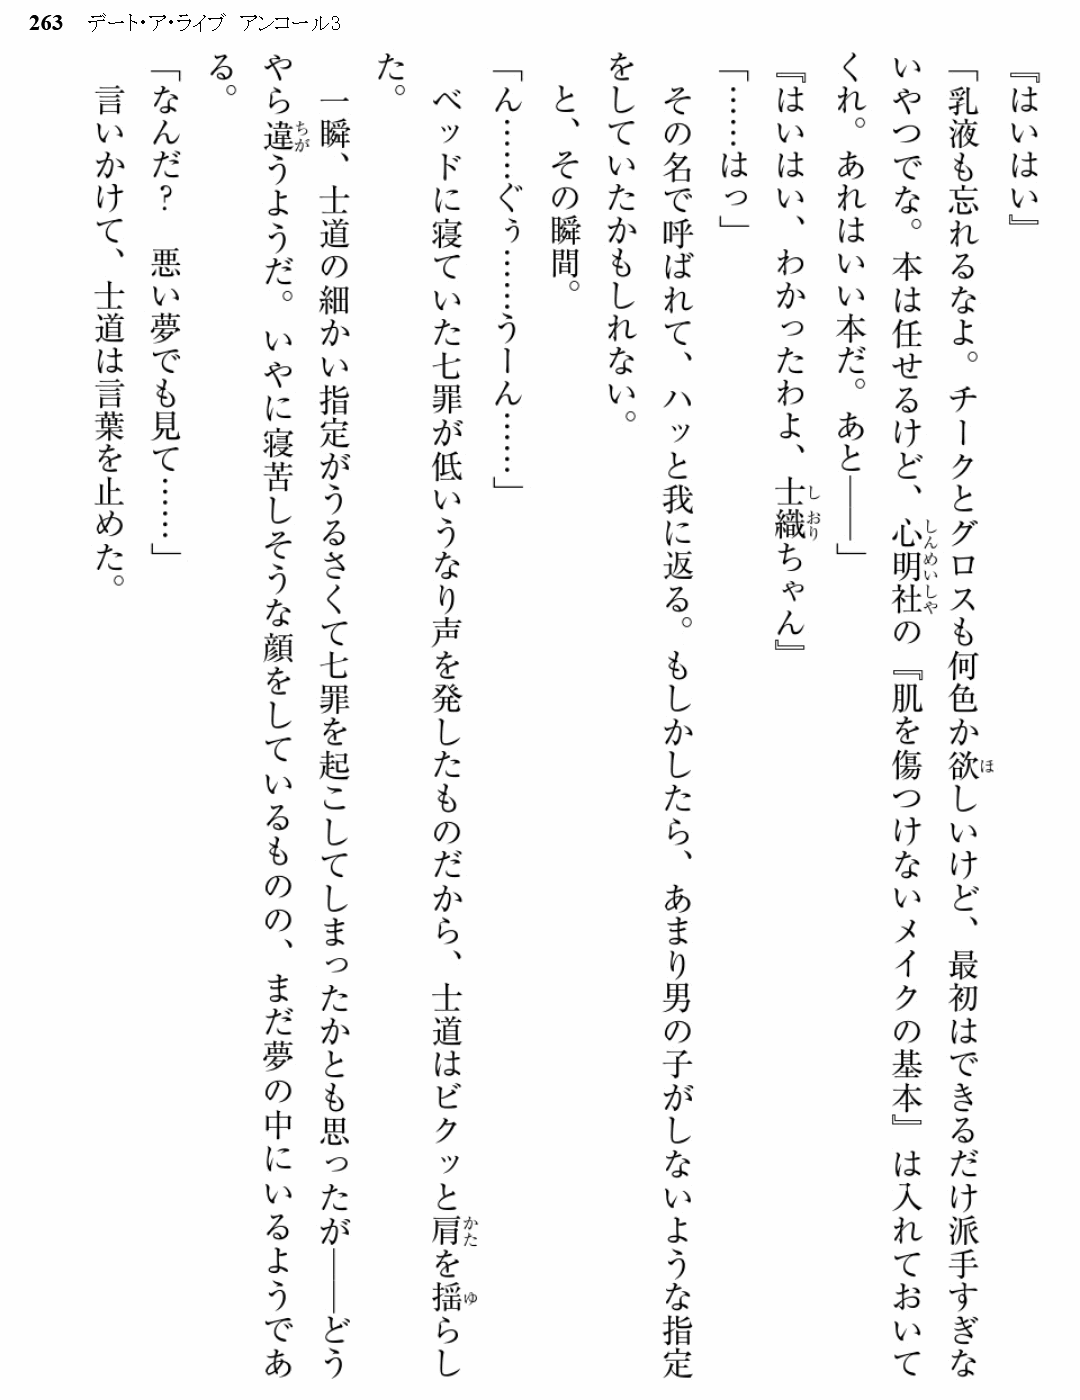 263 デート・ア・ライブ アンコール3
『はいはい』
「乳液も忘れるなよ。チークとグロスも何色か欲しいけど、最初はできるだけ派手すぎな
いやつでな。本は任せるけど、心明社の『肌を傷つけないメイクの基本』は入れておいて
くれ。あれはいい本だ。あと――」
『はいはい、わかったわよ、士織ちゃん』
「……はっ」
その名で呼ばれて、ハッと我に返る。もしかしたら、あまり男の子がしないような指定
をしていたかもしれない。
と、その瞬間。
「ん……ぐぅ……うーん……」
ベッドに寝ていた七罪が低いうなり声を発したものだから、士道はビクッと肩を揺らし
た。
一瞬、士道の細かい指定がうるさくて七罪を起こしてしまったかとも思ったが――どう
やら違うようだ。いやに寝苦しそうな顔をしているものの、まだ夢の中にいるようであ
る。
「なんだ？　悪い夢でも見て……」
言いかけて、士道は言葉を止めた。